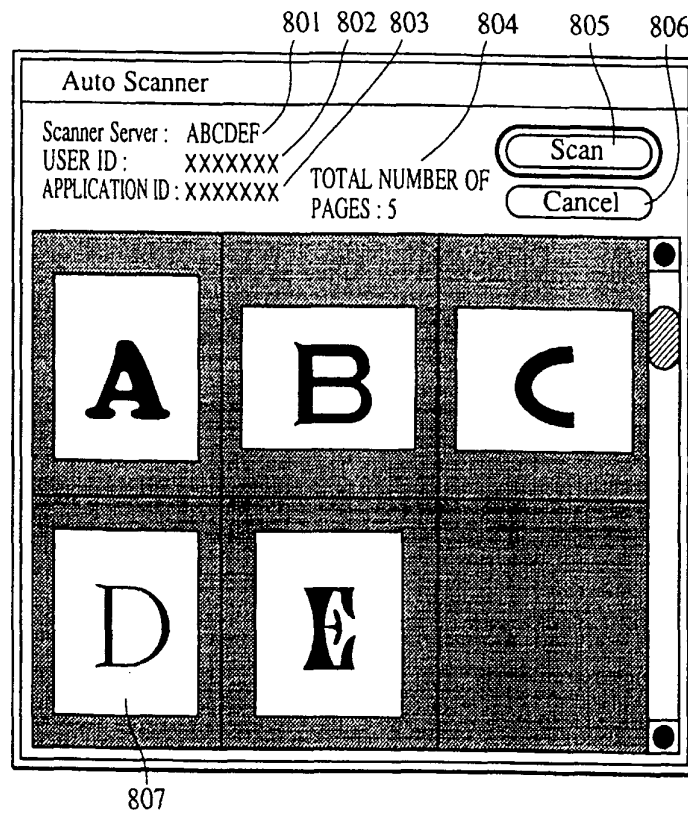 801 802 803 804 805 806
Auto Scanner
Scanner Server : ABCDEF
USER ID : XXXXXXX
APPLICATION ID : XXXXXXX
TOTAL NUMBER OF
PAGES : 5
Scan
Cancel
A B C
D E
807